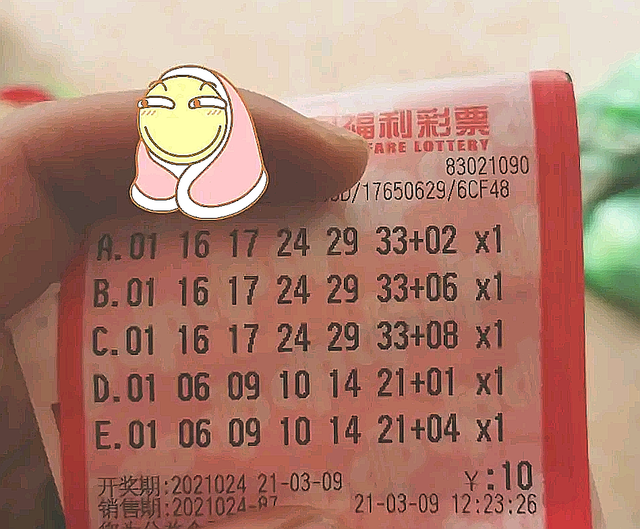 福利彩票
FARE LOTTERY
83021090
D/17650629/6CF48
A.01 16 17 24 29 33+02 x1
B.01 16 17 24 29 33+06 x1
C.01 16 17 24 29 33+08 x1
D.01 06 09 10 14 21+01 x1
E.01 06 09 10 14 21+04 x1
开奖期:2021024 21-03-09 ¥:10
销售期:2021024-87 21-03-09 12:23:26